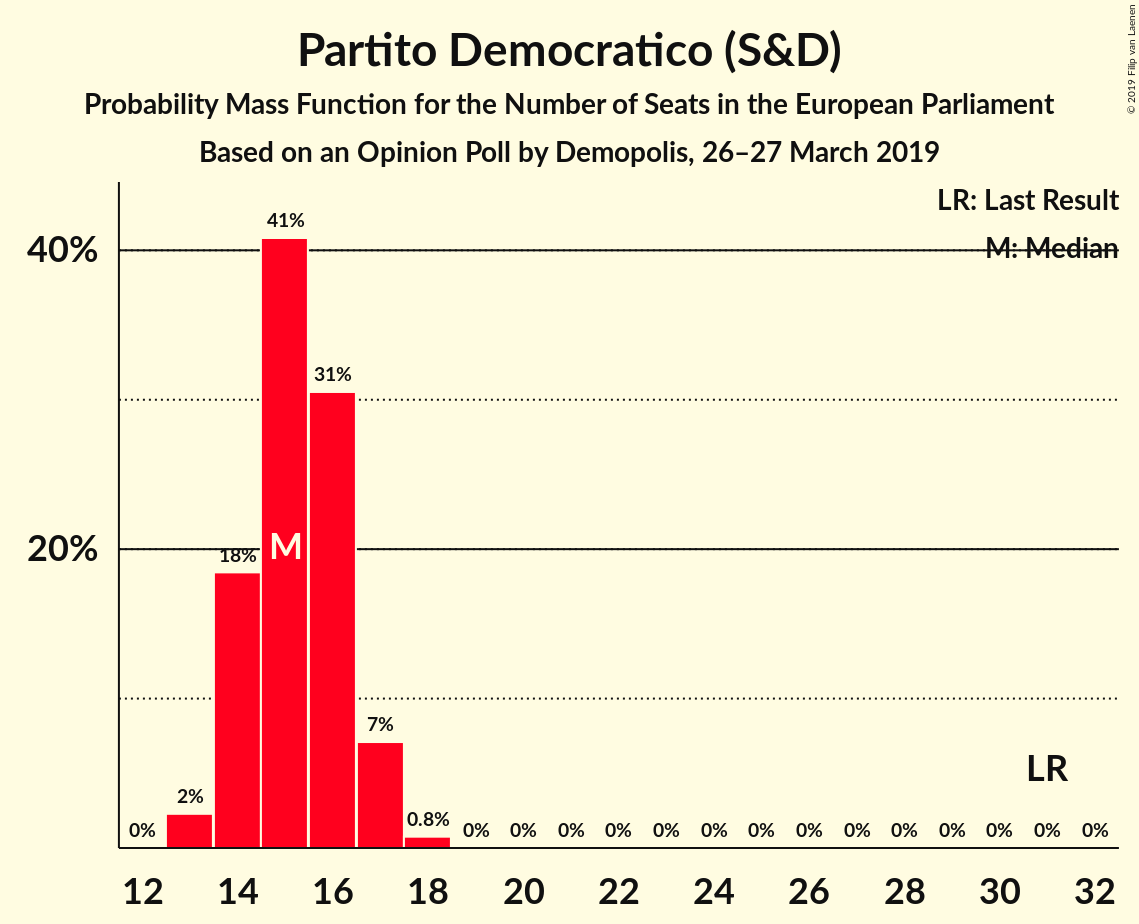 Partito Democratico (S&D)
Probability Mass Function for the Number of Seats in the European Parliament
Based on an Opinion Poll by Demopolis, 26–27 March 2019
© 2019 Filip van Laenen
LR: Last Result
M: Median
40%
20%
0% 2% 18% 41% 31% 7% 0.8% 0% 0% 0% 0% 0% 0% 0% 0% 0% 0% 0% 0% 0% 0%
M
LR
12 14 16 18 20 22 24 26 28 30 32